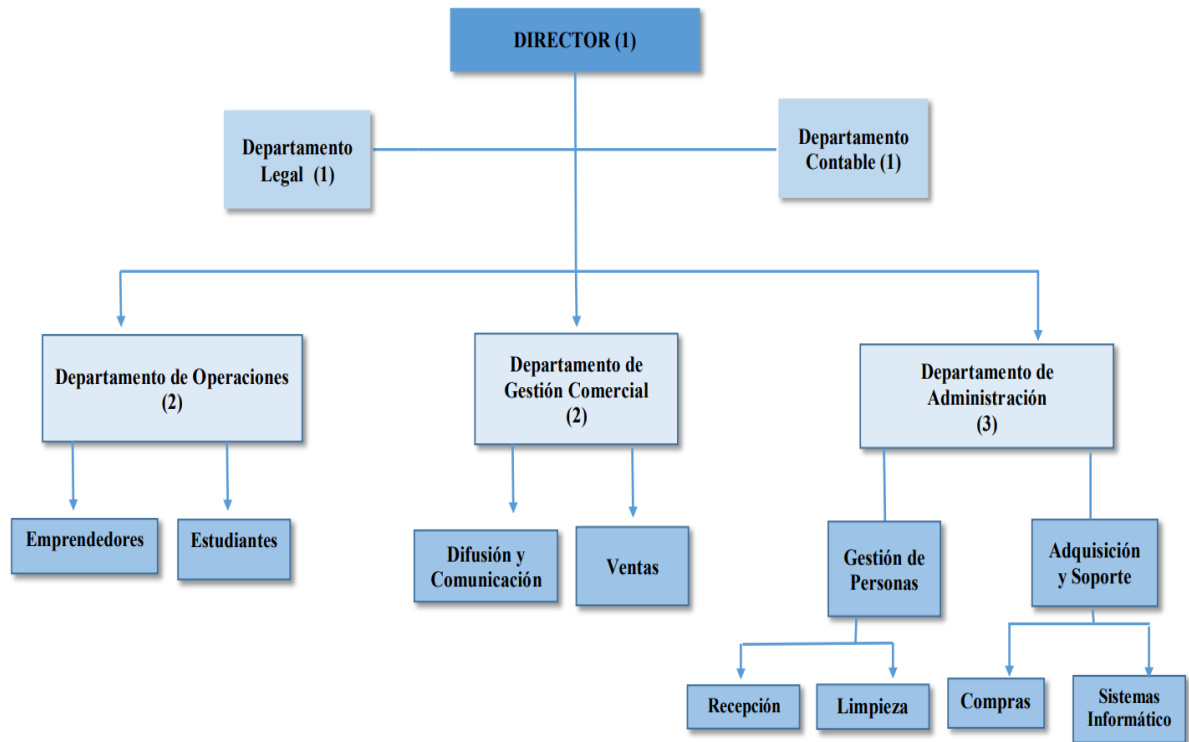 DIRECTOR (1)
Departamento
Legal (1)
Departamento
Contable (1)
Departamento de Operaciones
(2)
Departamento de
Gestión Comercial
(2)
Departamento de
Administración
(3)
Emprendedores
Estudiantes
Difusión y
Comunicación
Ventas
Gestión de
Personas
Adquisición
y Soporte
Recepción
Limpieza
Compras
Sistemas
Informático